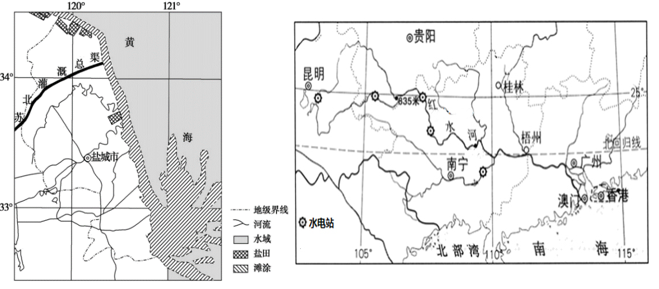 120°
121°
黄
海
34°
33°
苏北灌溉总渠
盐城市
地级界线
河流
水域
盐田
滩涂
贵阳
昆明
桂林
25°
835米
红水河
梧州
北回归线
南宁
广州
澳门
香港
水电站
北部湾
南海
105°
110°
115°